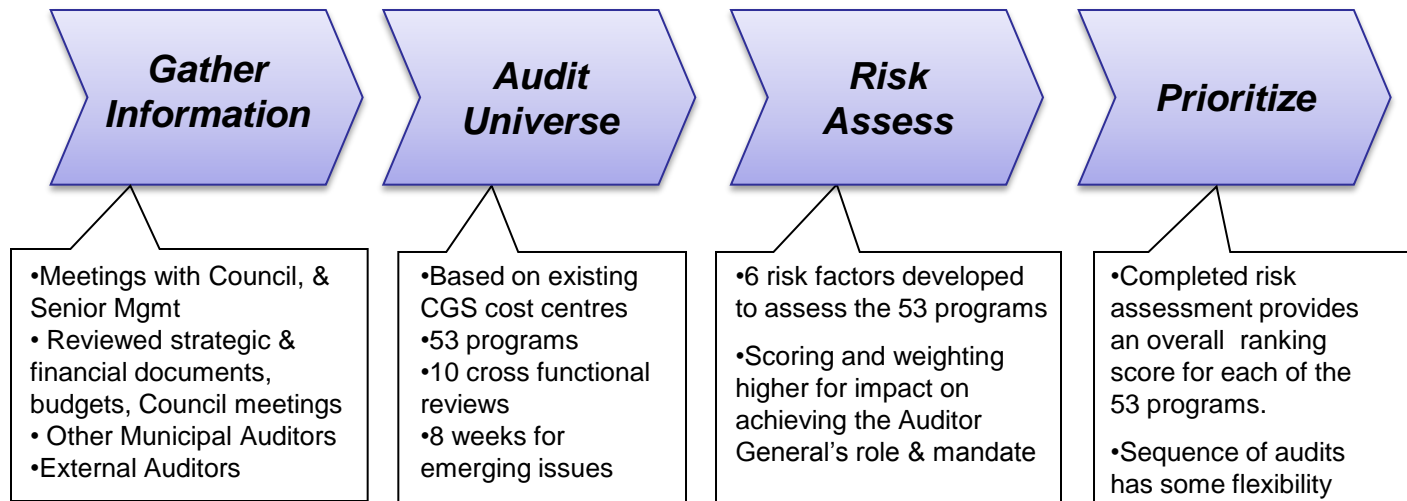 Gather
Information
Audit
Universe
Risk
Assess
Prioritize
•Meetings with Council, &
Senior Mgmt
• Reviewed strategic &
financial documents,
budgets, Council meetings
• Other Municipal Auditors
•External Auditors
•Based on existing
CGS cost centres
•53 programs
•10 cross functional
reviews
•8 weeks for
emerging issues
•6 risk factors developed
to assess the 53 programs
•Scoring and weighting
higher for impact on
achieving the Auditor
General's role & mandate
•Completed risk
assessment provides
an overall ranking
score for each of the
53 programs.
•Sequence of audits
has some flexibility